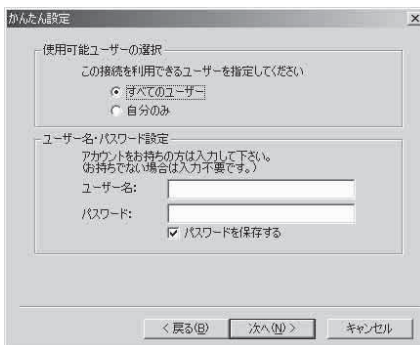 かんたん設定
使用可能ユーザーの選択
この接続を利用できるユーザーを指定してください
すべてのユーザー
自分のみ
ユーザー名・パスワード設定
アカウントをお持ちの方は入力して下さい。
(お持ちでない場合は入力不要です。)
ユーザー名:
パスワード:
パスワードを保存する
< 戻る(B) 次へ(N) > キャンセル